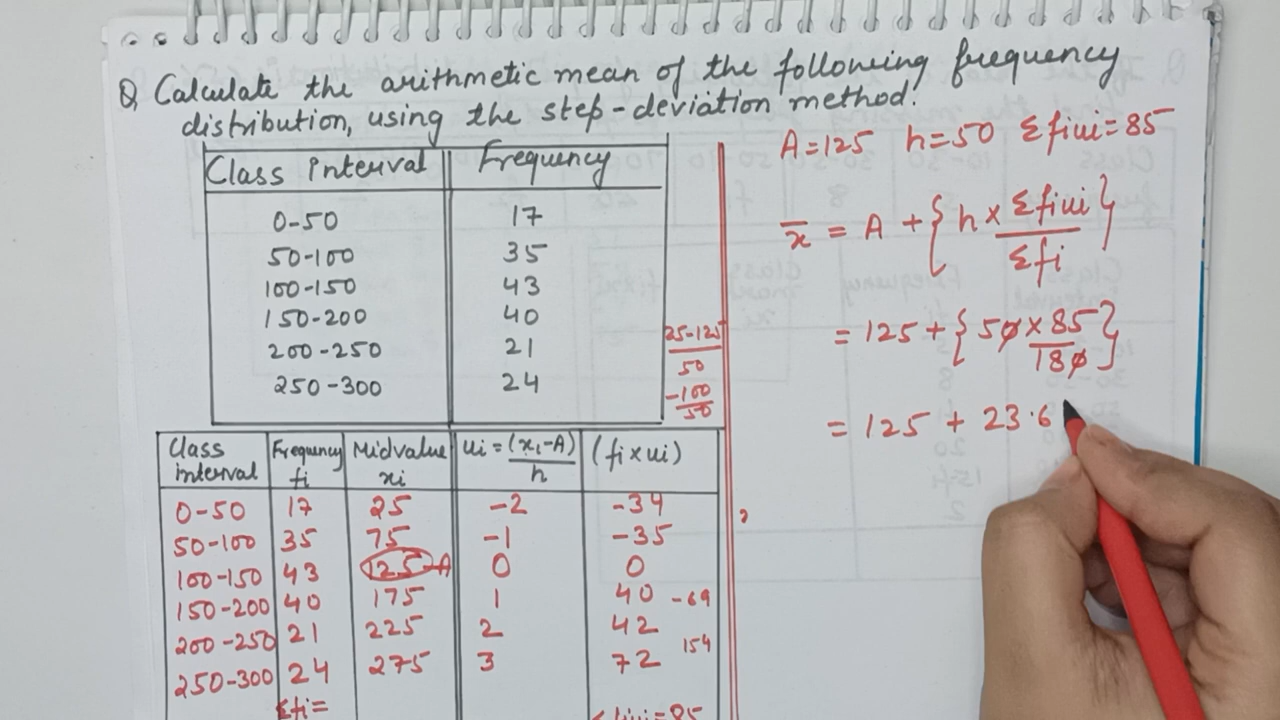 Q Calculate the arithmetic mean of the following frequency
distribution, using the step-deviation method.
Class Interval Frequency
0-50 17
50-100 35
100-150 43
150-200 40
200-250 21
250-300 24
25-125
50
-100
50
Class interval Frequency fi Midvalue xi ui = (xi-A)/h (fi x ui)
0-50 17 25 -2 -34
50-100 35 75 -1 -35
100-150 43 125-A 0 0
150-200 40 175 1 40 -69
200-250 21 225 2 42 154
250-300 24 275 3 72
Σfi=
Σfiui=85
A=125 h=50 Σfiui=85
x̄ = A + {h x Σfiui/Σfi}
= 125 + {50 x 85/180}
= 125 + 23.6